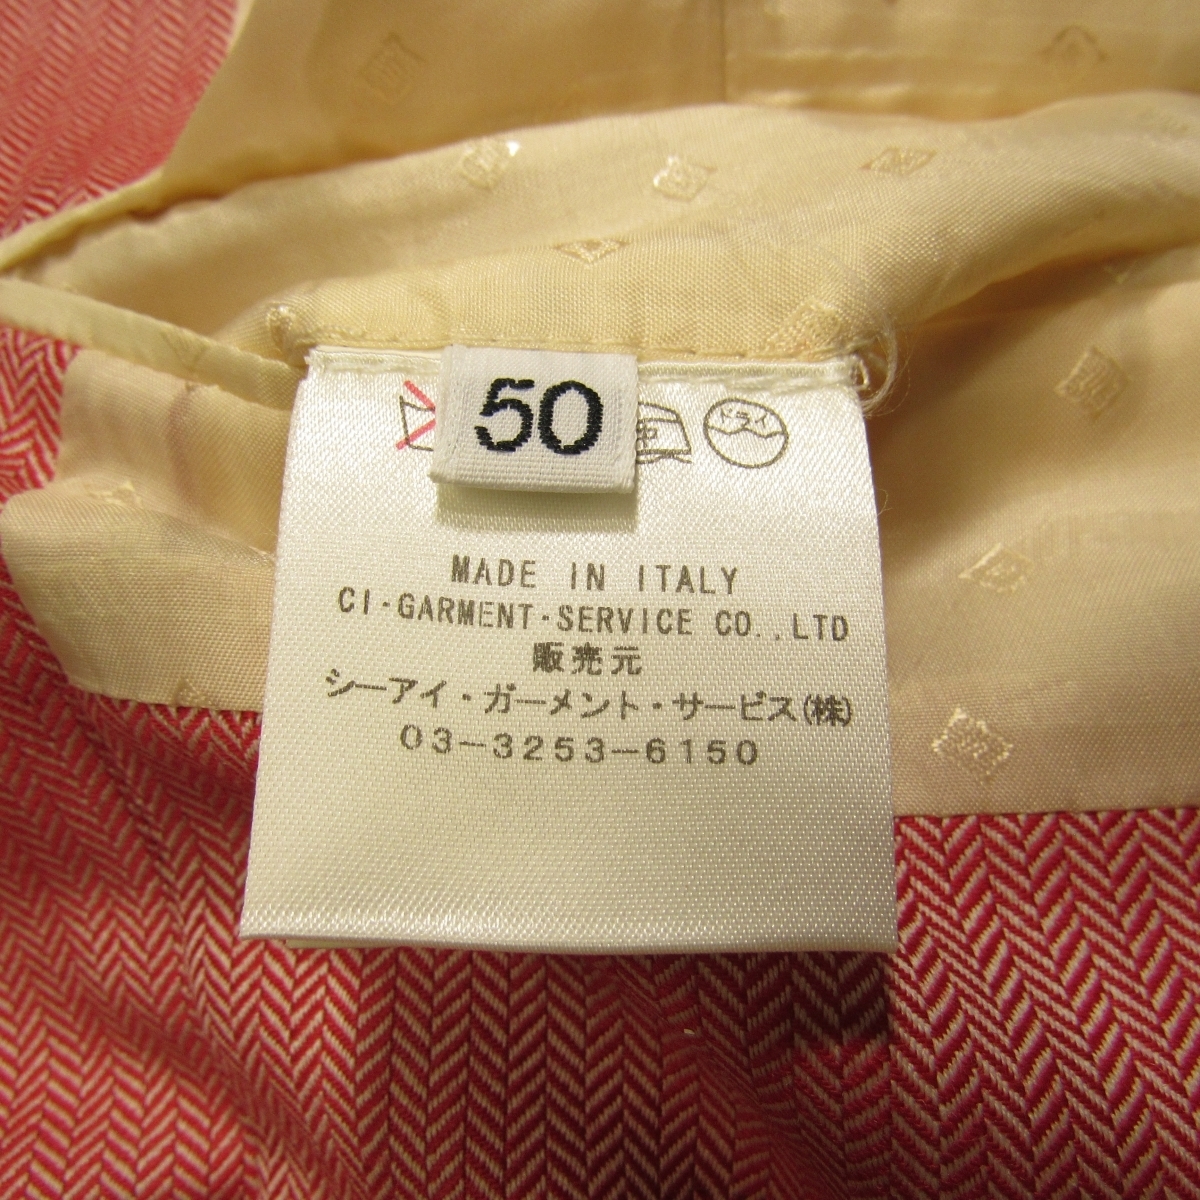 50
中
ドライ
MADE IN ITALY
CI·GARMENT·SERVICE CO.,LTD
販売元
シーアイ・ガーメント・サービス(株)
03-3253-6150